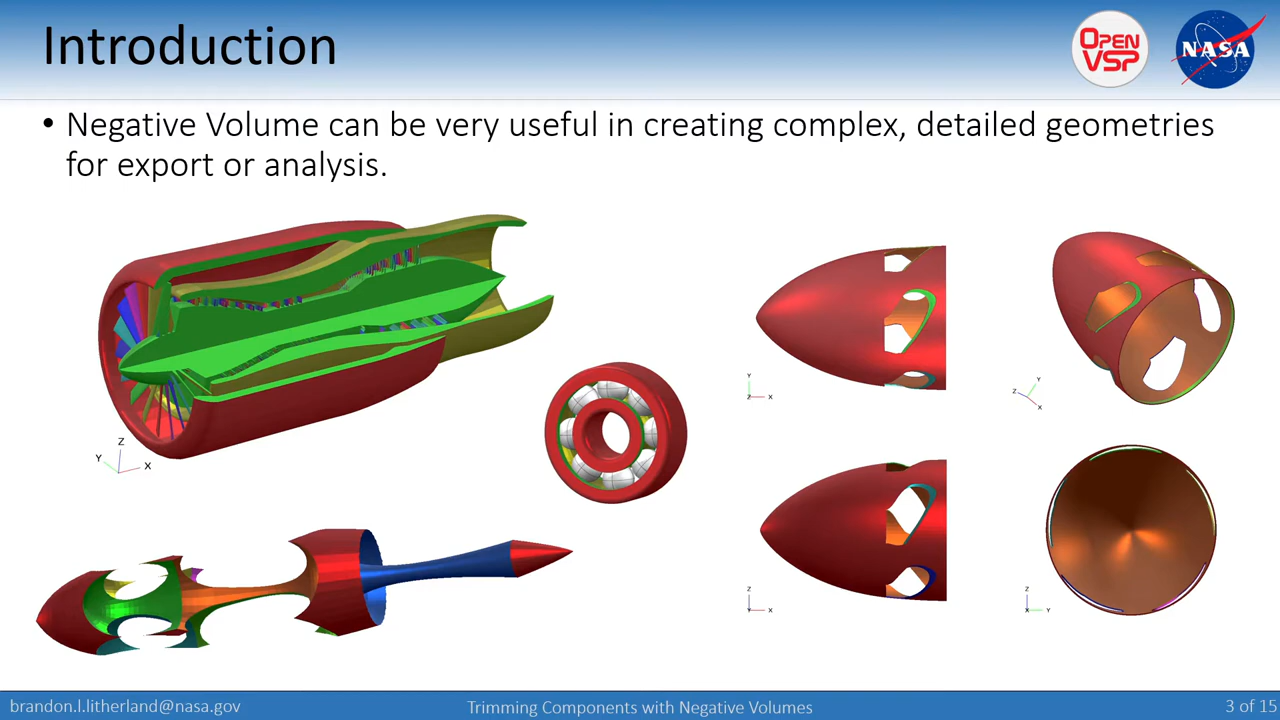 Introduction
OPEN
VSP
NASA
• Negative Volume can be very useful in creating complex, detailed geometries
for export or analysis.
Z
Y
X
Y
Z
X
Y
Z
X
Z
Y
X
Z
X
Y
brandon.l.litherland@nasa.gov
Trimming Components with Negative Volumes
3 of 15